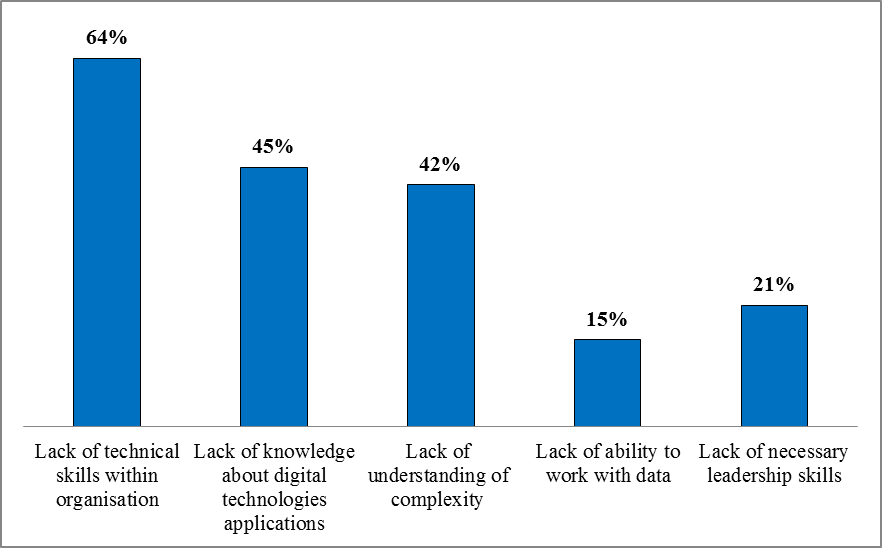 64%
45%
42%
15%
21%
Lack of technical
skills within
organisation
Lack of knowledge
about digital
technologies
applications
Lack of
understanding of
complexity
Lack of ability to
work with data
Lack of necessary
leadership skills